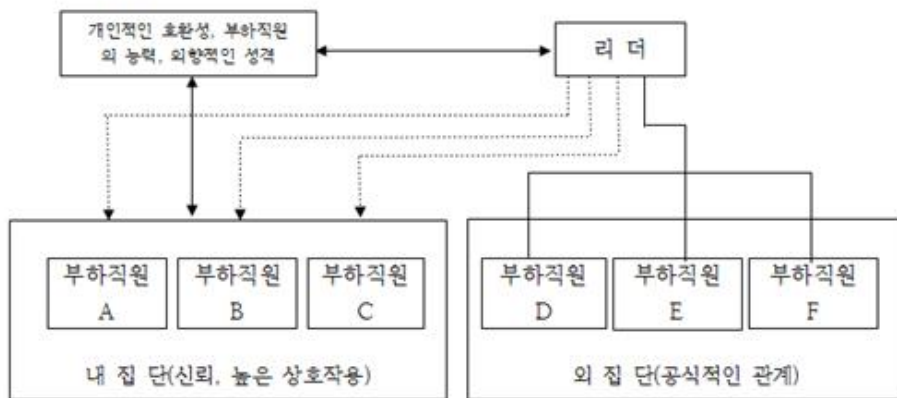 개인적인 호환성, 부하직원
의 능력, 외향적인 성격
리 더
부하직원
A
부하직원
B
부하직원
C
내 집 단(신뢰, 높은 상호작용)
부하직원
D
부하직원
E
부하직원
F
외 집 단(공식적인 관계)